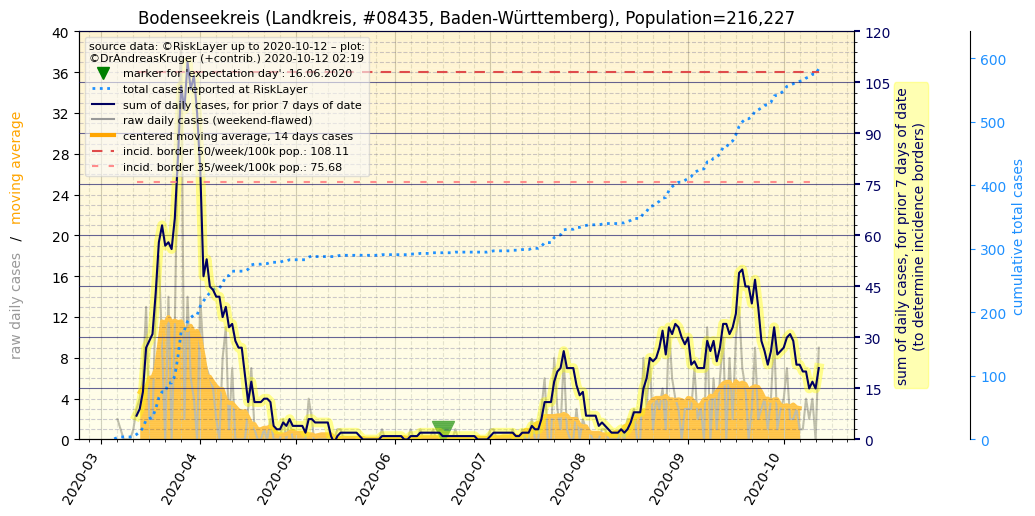 Bodenseekreis (Landkreis, #08435, Baden-Württemberg), Population=216,227
source data: ©RiskLayer up to 2020-10-12 – plot:
©DrAndreasKruger (+contrib.) 2020-10-12 02:19
marker for 'expectation day': 16.06.2020
total cases reported at RiskLayer
sum of daily cases, for prior 7 days of date
raw daily cases (weekend-flawed)
centered moving average, 14 days cases
incid. border 50/week/100k pop.: 108.11
incid. border 35/week/100k pop.: 75.68
raw daily cases / moving average
40
36
32
28
24
20
16
12
8
4
0
2020-03
2020-04
2020-05
2020-06
2020-07
2020-08
2020-09
2020-10
120
105
90
75
60
45
30
15
0
sum of daily cases, for prior 7 days of date
(to determine incidence borders)
600
500
400
300
200
100
0
cumulative total cases